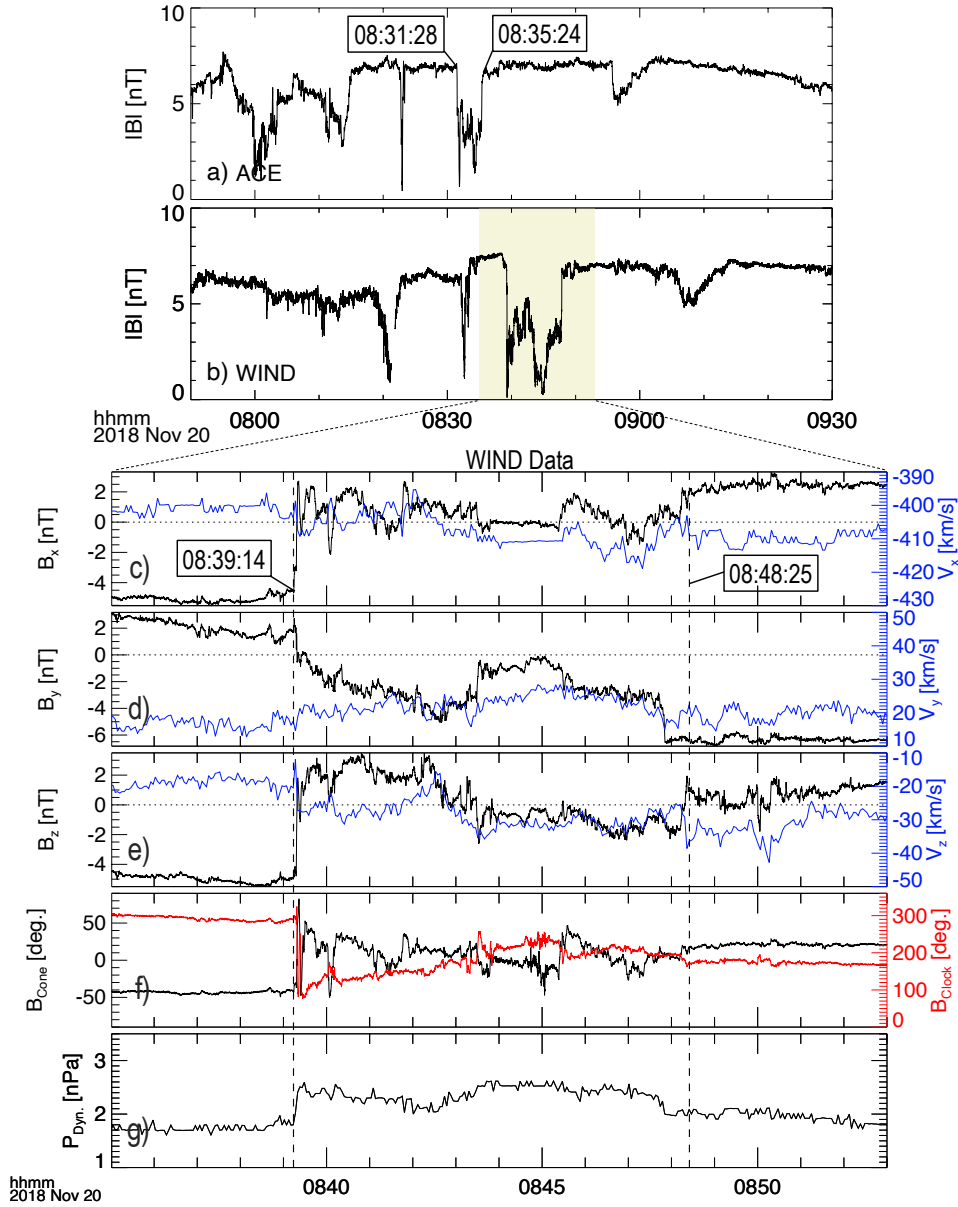 10
08:31:28
08:35:24
|B| [nT]
5
a) ACE
0
10
|B| [nT]
5
b) WIND
0
hhmm
2018 Nov 20
0800
0830
0900
0930
WIND Data
2
0
-2
-4
B_x [nT]
c)
08:39:14
08:48:25
-390
-400
-410
-420
-430
V_x [km/s]
2
0
-2
-4
-6
B_y [nT]
d)
50
40
30
20
10
V_y [km/s]
2
0
-2
-4
B_z [nT]
e)
-10
-20
-30
-40
-50
V_z [km/s]
50
0
-50
B_Cone [deg.]
f)
300
200
100
0
B_Clock [deg.]
3
2
1
P_Dyn. [nPa]
g)
hhmm
2018 Nov 20
0840
0845
0850